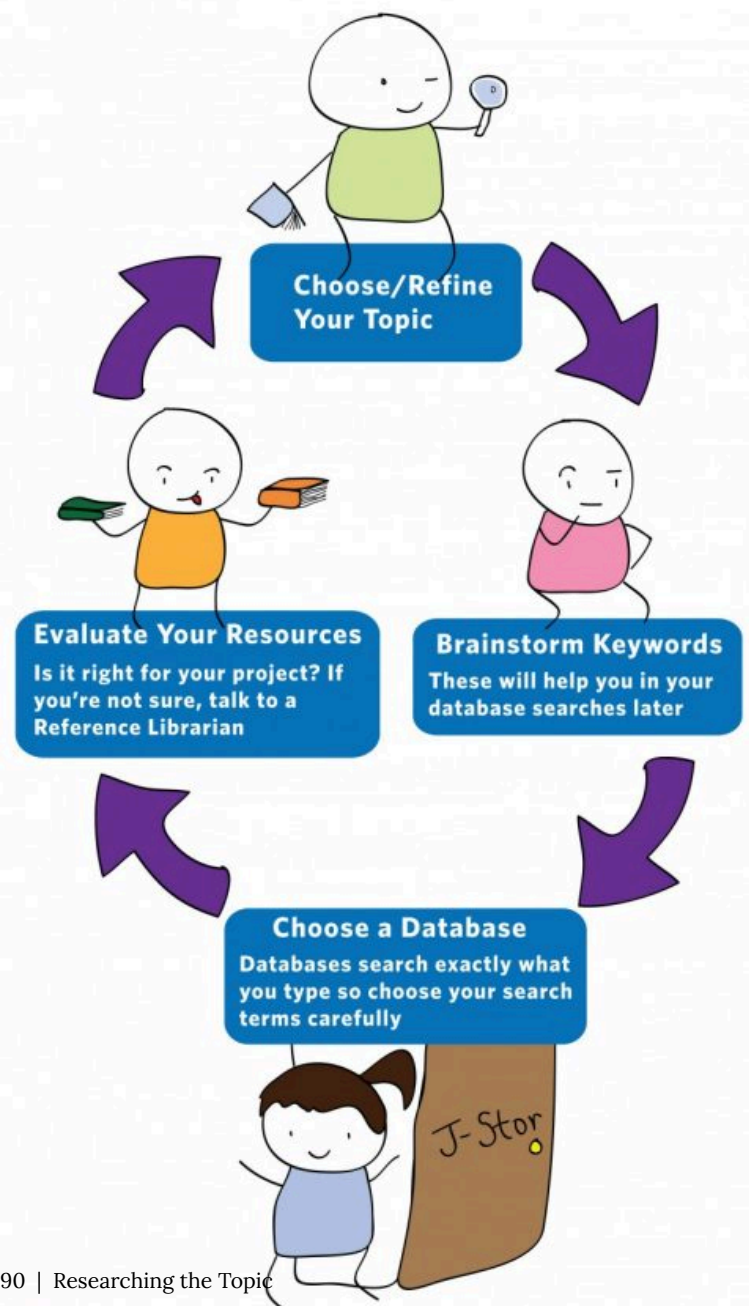 Choose/Refine
Your Topic
Evaluate Your Resources
Is it right for your project? If
you're not sure, talk to a
Reference Librarian
Brainstorm Keywords
These will help you in your
database searches later
Choose a Database
Databases search exactly what
you type so choose your search
terms carefully
J-Stor
90 | Researching the Topic